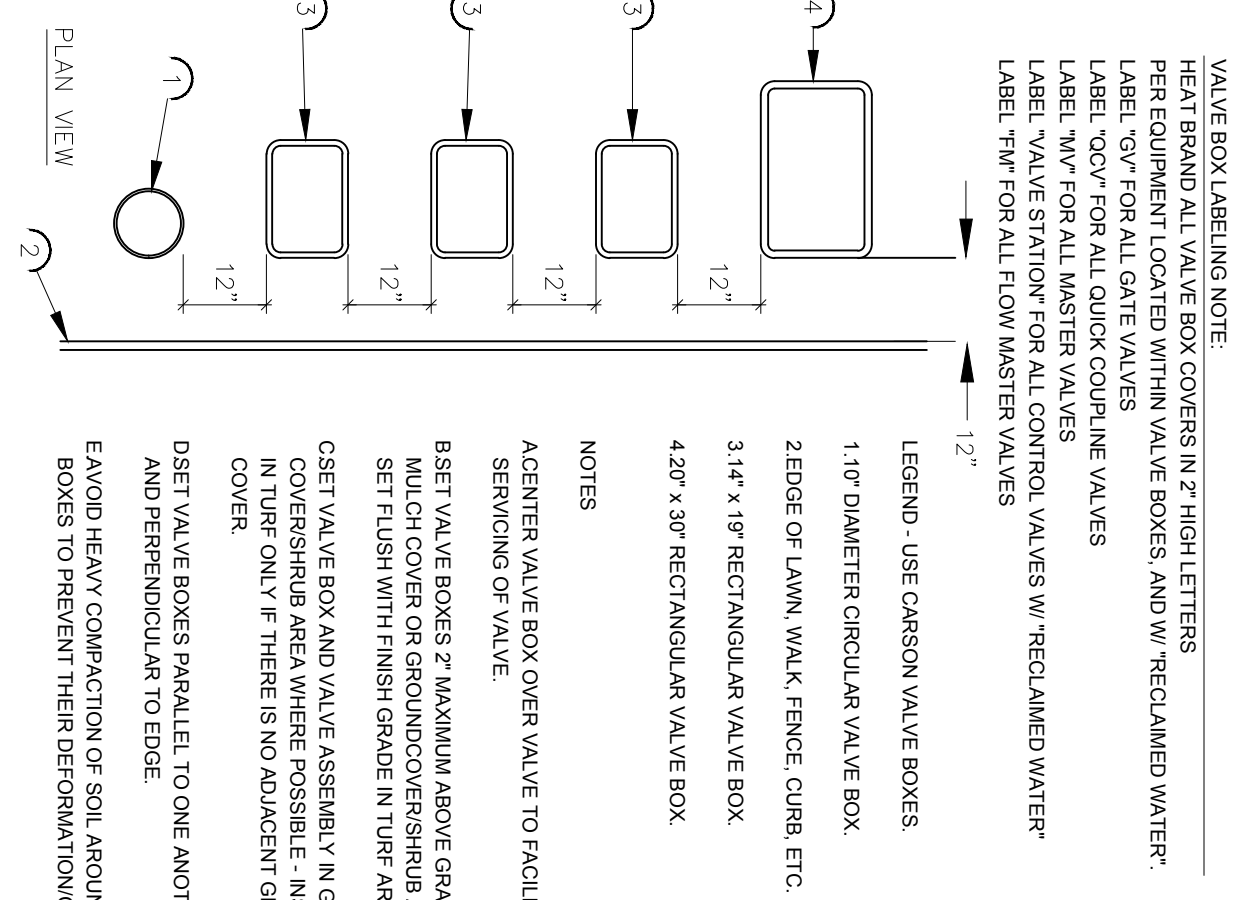 VALVE BOX LABELING NOTE:
HEAT BRAND ALL VALVE BOX COVERS IN 2" HIGH LETTERS
PER EQUIPMENT LOCATED WITHIN VALVE BOXES, AND W/ "RECLAIMED WATER".
LABEL "GV" FOR ALL GATE VALVES
LABEL "QCV" FOR ALL QUICK COUPLINE VALVES
LABEL "MV" FOR ALL MASTER VALVES
LABEL "VALVE STATION" FOR ALL CONTROL VALVES W/ "RECLAIMED WATER"
LABEL "FM" FOR ALL FLOW MASTER VALVES
12"
4
3
3
3
1
2
12"
12"
12"
12"
PLAN VIEW
LEGEND - USE CARSON VALVE BOXES.
1.10" DIAMETER CIRCULAR VALVE BOX.
2.EDGE OF LAWN, WALK, FENCE, CURB, ETC.
3.14" x 19" RECTANGULAR VALVE BOX.
4.20" x 30" RECTANGULAR VALVE BOX.
NOTES
A.CENTER VALVE BOX OVER VALVE TO
SERVICING OF VALVE.
B.SET VALVE BOXES 2" MAXIMUM ABOVE
MULCH COVER OR GROUNDCOVER/SHRUB
SET FLUSH WITH FINISH GRADE IN TURF
C.SET VALVE BOX AND VALVE ASSEMBLY IN
COVER/SHRUB AREA WHERE POSSIBLE -
IN TURF ONLY IF THERE IS NO ADJACENT
COVER.
D.SET VALVE BOXES PARALLEL TO ONE
AND PERPENDICULAR TO EDGE.
E.AVOID HEAVY COMPACTION OF SOIL
BOXES TO PREVENT THEIR